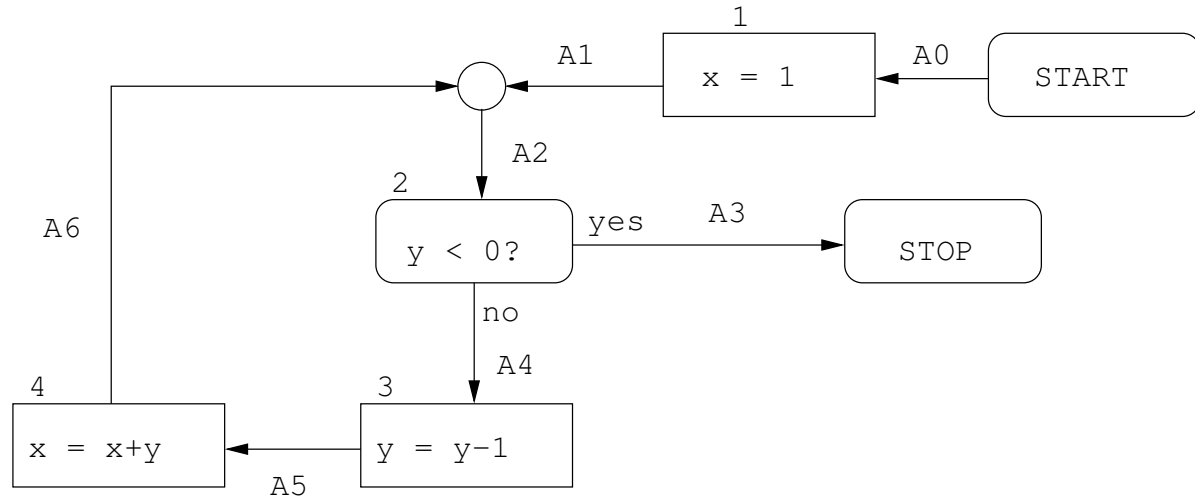 1
A1
A0
x = 1
START
A2
2
yes
A3
A6
y < 0?
STOP
no
A4
4
3
x = x+y
y = y-1
A5